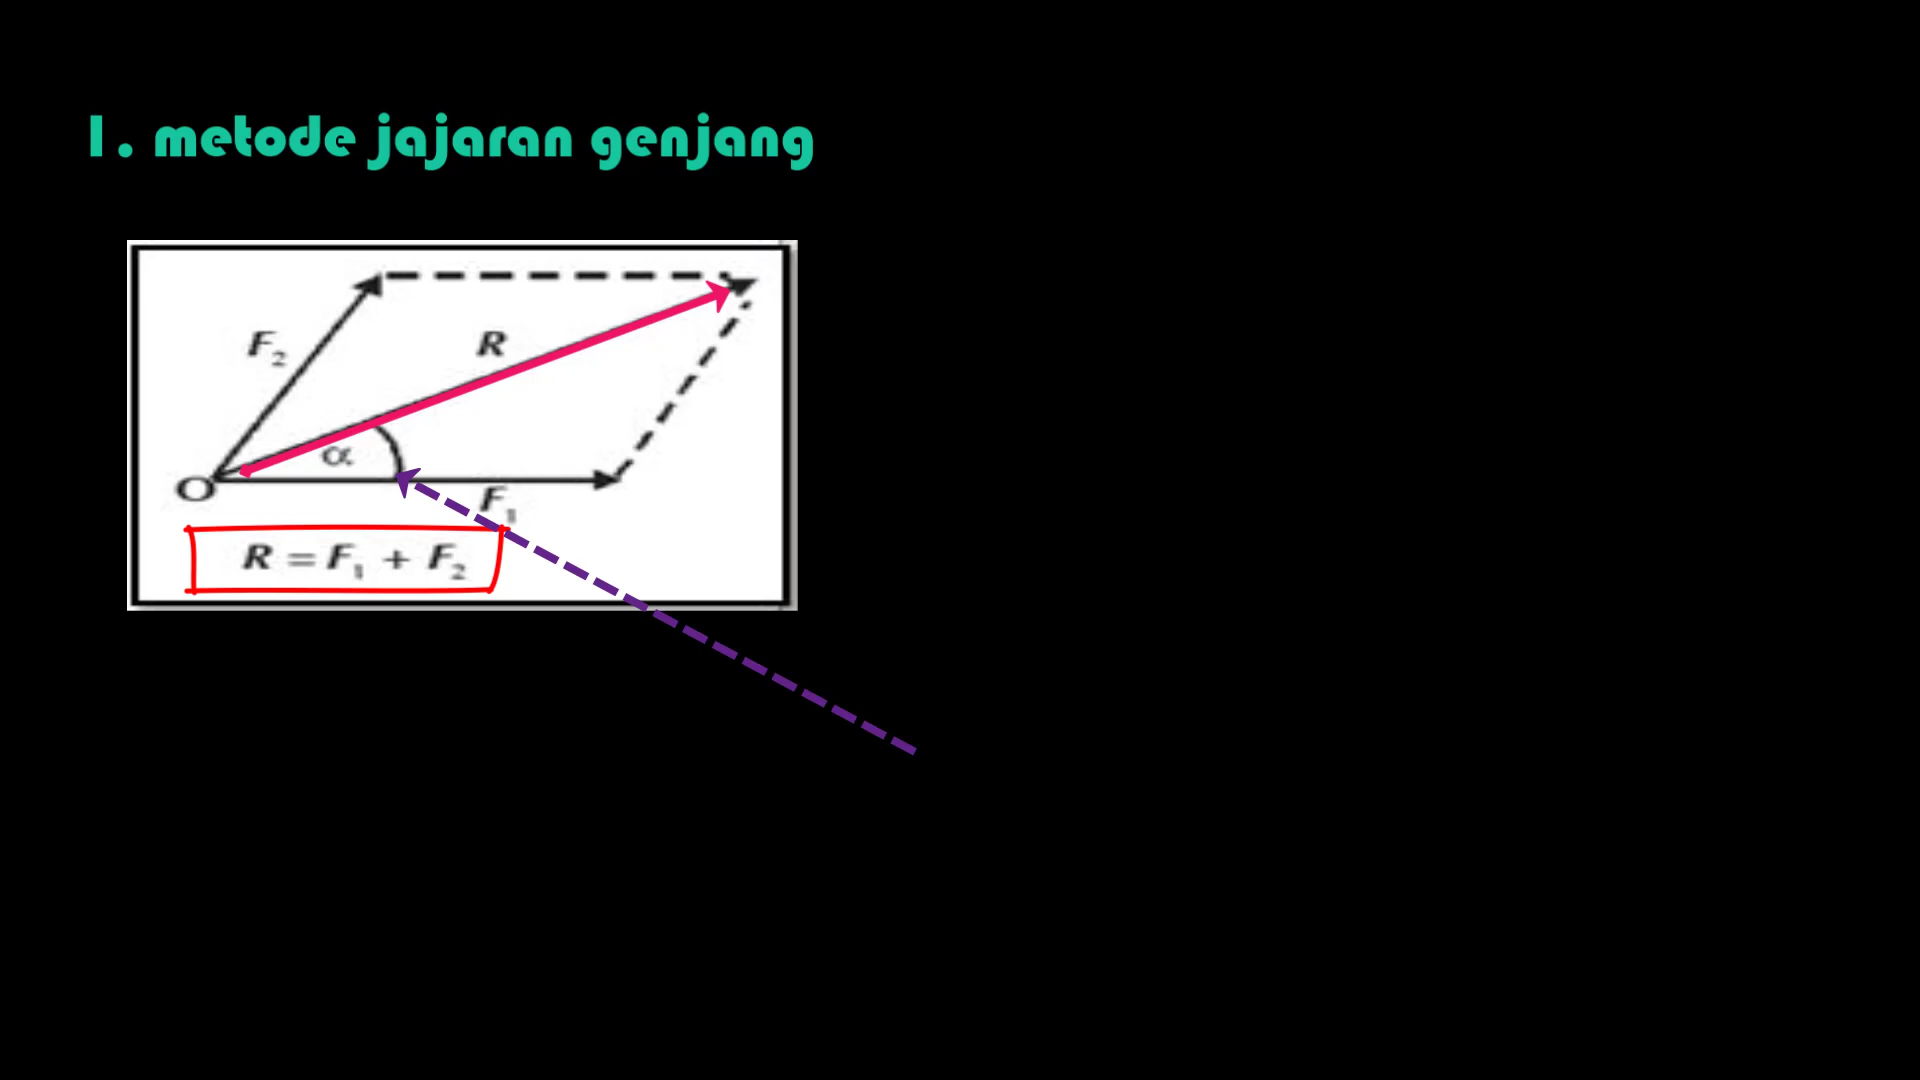 1. metode jajaran genjang
F₂
R
α
O
F₁
R = F₁ + F₂